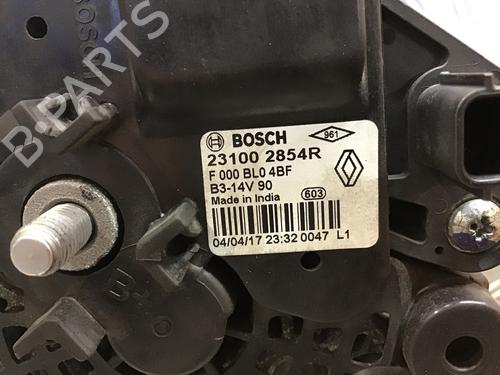 BOSCH
B-PARTS
BOSCH 961
23100 2854R
F 000 BL0 4BF
B3-14V 90
Made in India 603
04/04/17 23:32 0047 L1
B+